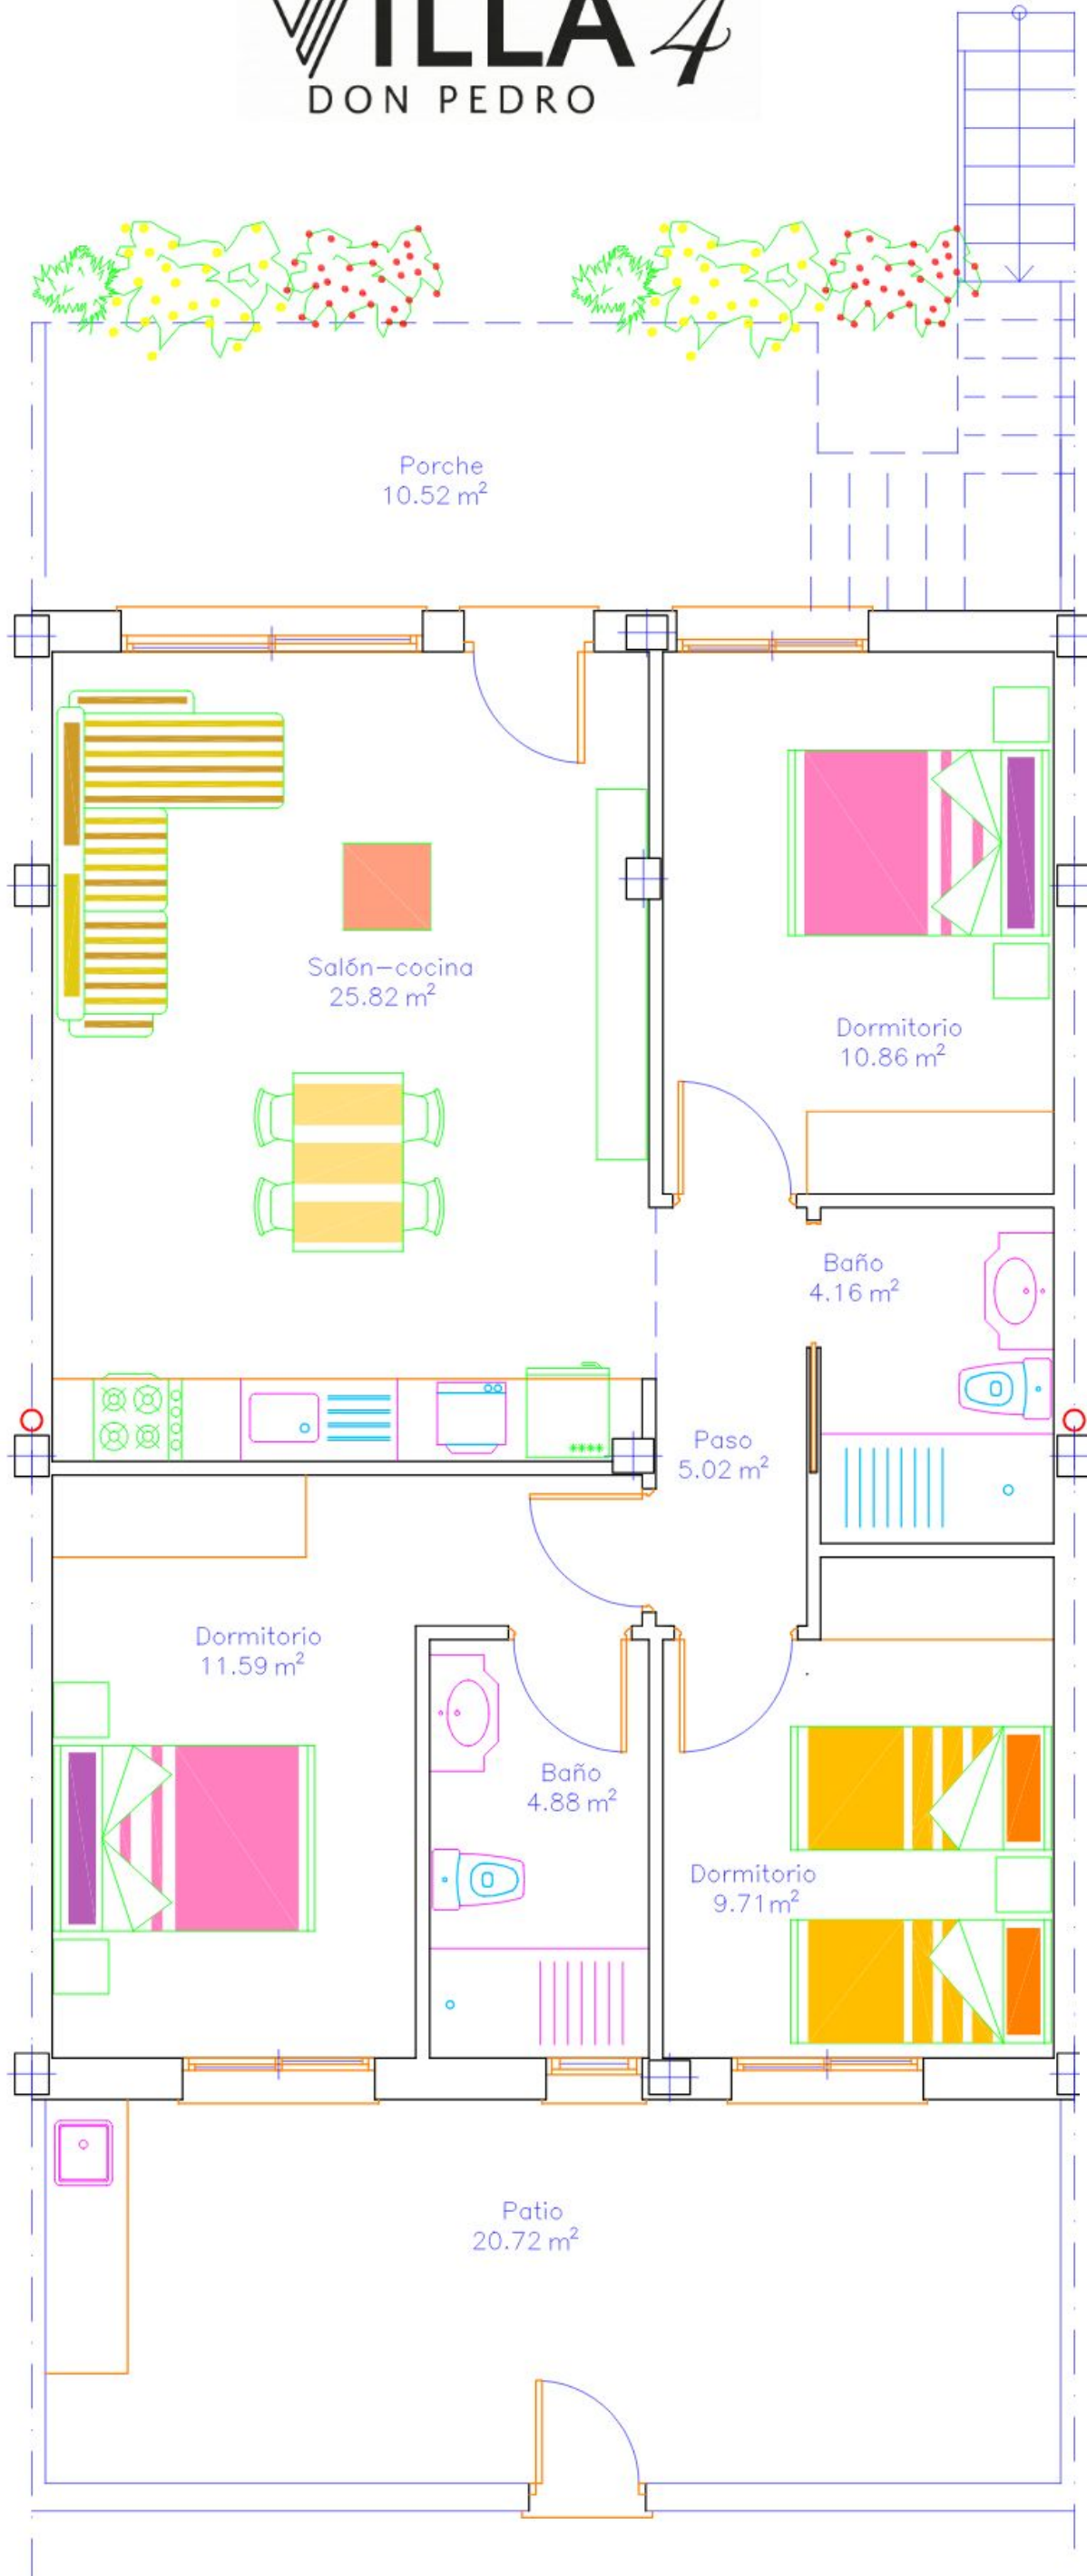 VILLA 4
DON PEDRO
Porche
10.52 m²
Salón-cocina
25.82 m²
Dormitorio
10.86 m²
Baño
4.16 m²
Paso
5.02 m²
Dormitorio
11.59 m²
Baño
4.88 m²
Dormitorio
9.71 m²
Patio
20.72 m²